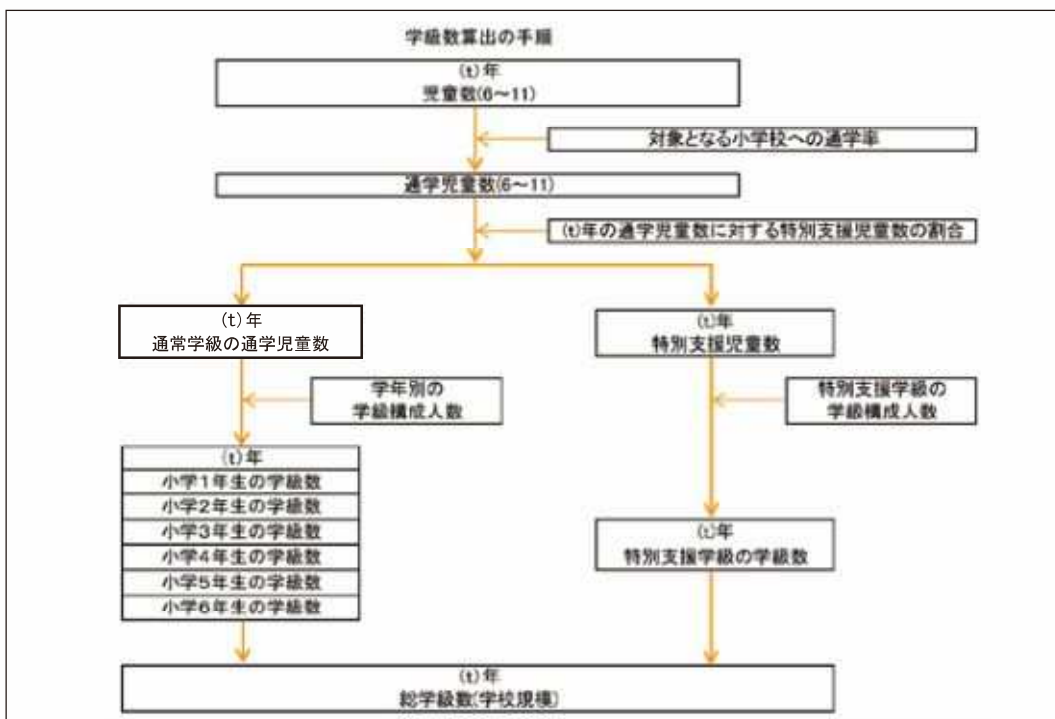 学級数算出の手順
(t)年
児童数(6～11)
対象となる小学校への通学率
通学児童数(6～11)
(t)年の通学児童数に対する特別支援児童数の割合
(t)年
通常学級の通学児童数
(t)年
特別支援児童数
学年別の
学級構成人数
特別支援学級の
学級構成人数
(t)年
小学1年生の学級数
小学2年生の学級数
小学3年生の学級数
小学4年生の学級数
小学5年生の学級数
小学6年生の学級数
(t)年
特別支援学級の学級数
(t)年
総学級数(学校規模)